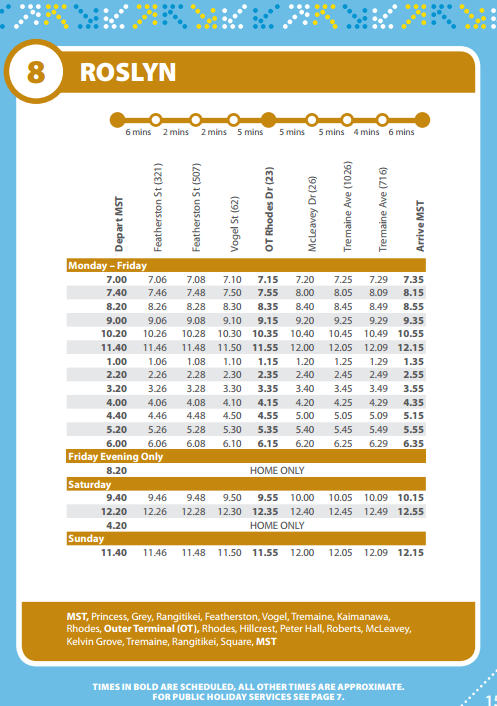 8 ROSLYN
6 mins 2 mins 2 mins 5 mins 5 mins 5 mins 4 mins 6 mins
Depart MST Featherston St (321) Featherston St (507) Vogel St (62) OT Rhodes Dr (23) McLeavey Dr (26) Tremaine Ave (1026) Tremaine Ave (716) Arrive MST
Monday – Friday
7.00 7.06 7.08 7.10 7.15 7.20 7.25 7.29 7.35
7.40 7.46 7.48 7.50 7.55 8.00 8.05 8.09 8.15
8.20 8.26 8.28 8.30 8.35 8.40 8.45 8.49 8.55
9.00 9.06 9.08 9.10 9.15 9.20 9.25 9.29 9.35
10.20 10.26 10.28 10.30 10.35 10.40 10.45 10.49 10.55
11.40 11.46 11.48 11.50 11.55 12.00 12.05 12.09 12.15
1.00 1.06 1.08 1.10 1.15 1.20 1.25 1.29 1.35
2.20 2.26 2.28 2.30 2.35 2.40 2.45 2.49 2.55
3.20 3.26 3.28 3.30 3.35 3.40 3.45 3.49 3.55
4.00 4.06 4.08 4.10 4.15 4.20 4.25 4.29 4.35
4.40 4.46 4.48 4.50 4.55 5.00 5.05 5.09 5.15
5.20 5.26 5.28 5.30 5.35 5.40 5.45 5.49 5.55
6.00 6.06 6.08 6.10 6.15 6.20 6.25 6.29 6.35
Friday Evening Only
8.20 HOME ONLY
Saturday
9.40 9.46 9.48 9.50 9.55 10.00 10.05 10.09 10.15
12.20 12.26 12.28 12.30 12.35 12.40 12.45 12.49 12.55
4.20 HOME ONLY
Sunday
11.40 11.46 11.48 11.50 11.55 12.00 12.05 12.09 12.15
MST, Princess, Grey, Rangitikei, Featherston, Vogel, Tremaine, Kaimanawa,
Rhodes, Outer Terminal (OT), Rhodes, Hillcrest, Peter Hall, Roberts, McLeavey,
Kelvin Grove, Tremaine, Rangitikei, Square, MST
TIMES IN BOLD ARE SCHEDULED, ALL OTHER TIMES ARE APPROXIMATE.
FOR PUBLIC HOLIDAY SERVICES SEE PAGE 7.